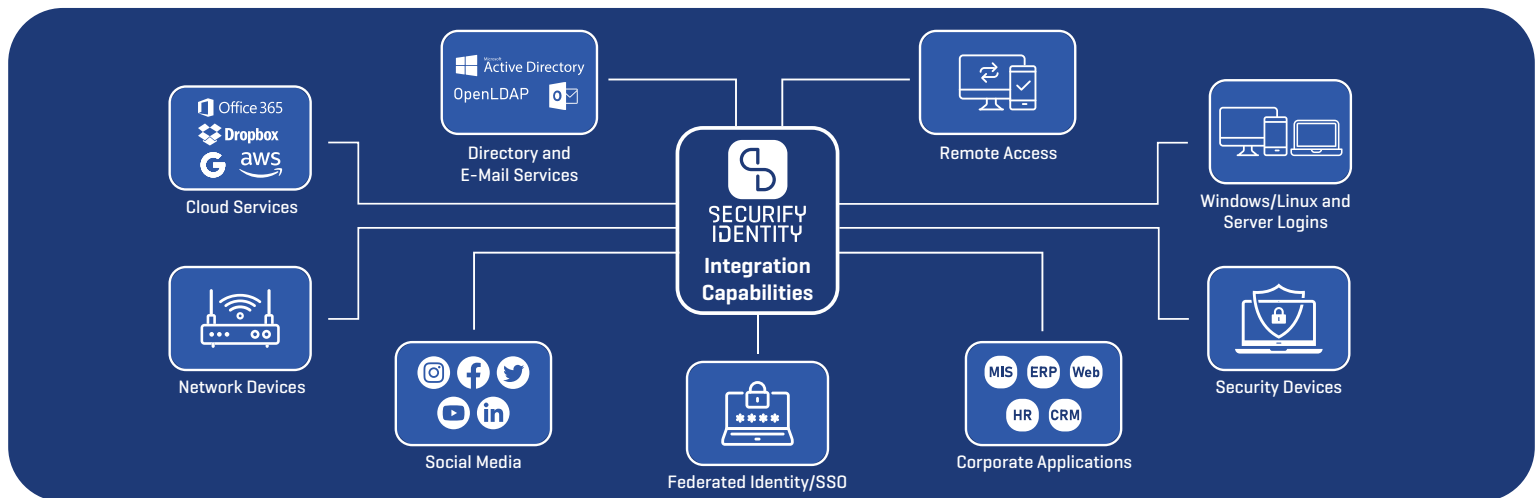 Microsoft
Active Directory
OpenLDAP
Directory and
E-Mail Services
Remote Access
Office 365
Dropbox
aws
Cloud Services
SECURIFY
IDENTITY
Integration
Capabilities
Windows/Linux and
Server Logins
Network Devices
Social Media
****
Federated Identity/SSO
MIS ERP Web
HR CRM
Corporate Applications
Security Devices